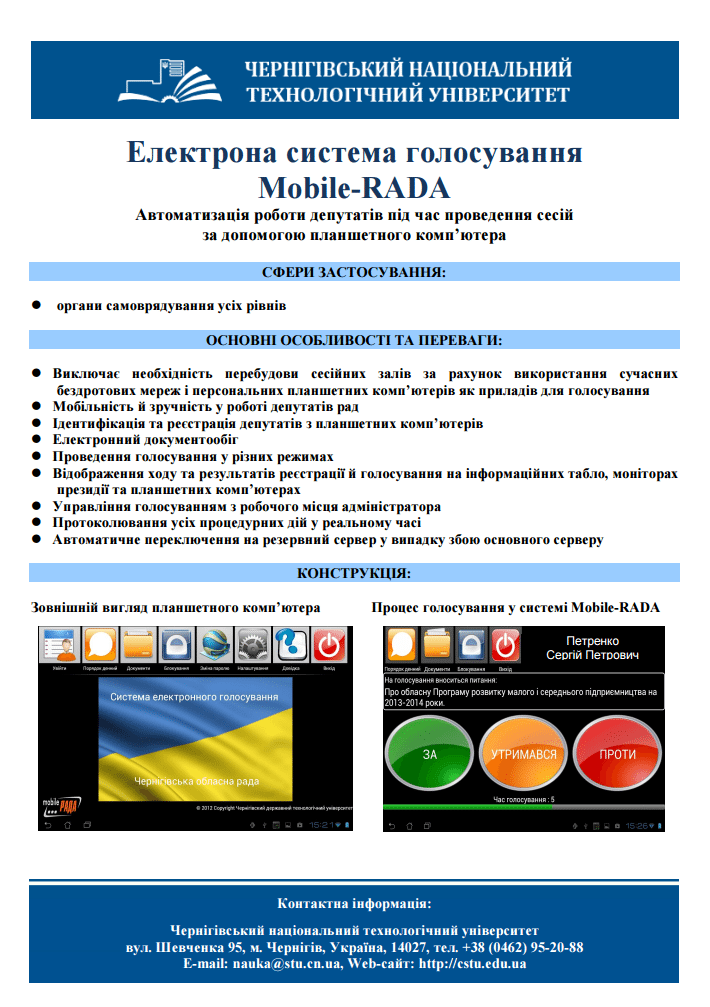 ЧЕРНІГІВСЬКИЙ НАЦІОНАЛЬНИЙ
ТЕХНОЛОГІЧНИЙ УНІВЕРСИТЕТ
Електрона система голосування
Mobile-RADA
Автоматизація роботи депутатів під час проведення сесій
за допомогою планшетного комп’ютера
СФЕРИ ЗАСТОСУВАННЯ:
● органи самоврядування усіх рівнів
ОСНОВНІ ОСОБЛИВОСТІ ТА ПЕРЕВАГИ:
● Виключає необхідність перебудови сесійних залів за рахунок використання сучасних
бездротових мереж і персональних планшетних комп’ютерів як приладів для голосування
● Мобільність й зручність у роботі депутатів рад
● Ідентифікація та реєстрація депутатів з планшетних комп’ютерів
● Електронний документообіг
● Проведення голосування у різних режимах
● Відображення ходу та результатів реєстрації й голосування на інформаційних табло, моніторах
президії та планшетних комп’ютерах
● Управління голосуванням з робочого місця адміністратора
● Протоколювання усіх процедурних дій у реальному часі
● Автоматичне переключення на резервний сервер у випадку збою основного серверу
КОНСТРУКЦІЯ:
Зовнішній вигляд планшетного комп’ютера
Увійти Порядок денний Документи Блокування Зміна паролю Налаштування Довідка Вихід
Система електронного голосування
Чернігівська обласна рада
mobile РАДА
© 2012 Copyright Чернігівский державний технологічний університет
15:21
Процес голосування у системі Mobile-RADA
Порядок денний Документи Блокування Вихід
Петренко
Сергій Петрович
На голосування вноситься питання:
Про обласну Програму розвитку малого і середнього підприємництва на
2013-2014 роки.
ЗА УТРИМАВСЯ ПРОТИ
Час голосування : 5
15:26
Контактна інформація:
Чернігівський національний технологічний університет
вул. Шевченка 95, м. Чернігів, Україна, 14027, тел. +38 (0462) 95-20-88
E-mail: nauka@stu.cn.ua, Web-сайт: http://cstu.edu.ua